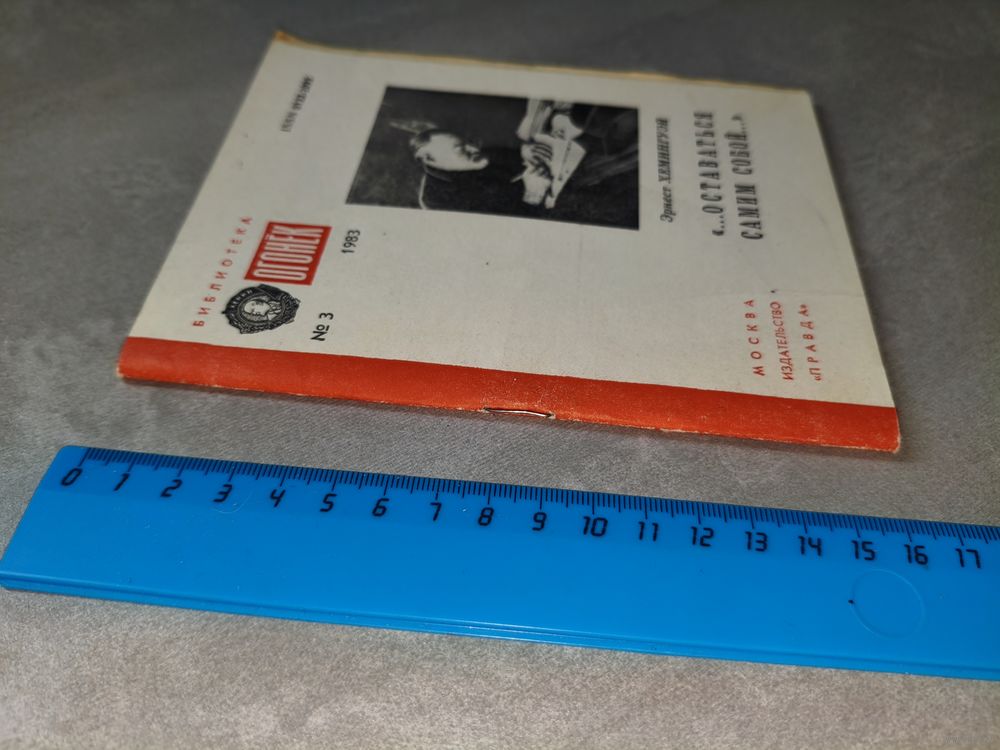 БИБЛИОТЕКА
ОГОНЁК
№ 3
1983
Эрнест ХЕМИНГУЭЙ
«...ОСТАВАТЬСЯ
САМИМ СОБОЙ...»
МОСКВА
ИЗДАТЕЛЬСТВО
«ПРАВДА»
0 1 2 3 4 5 6 7 8 9 10 11 12 13 14 15 16 17